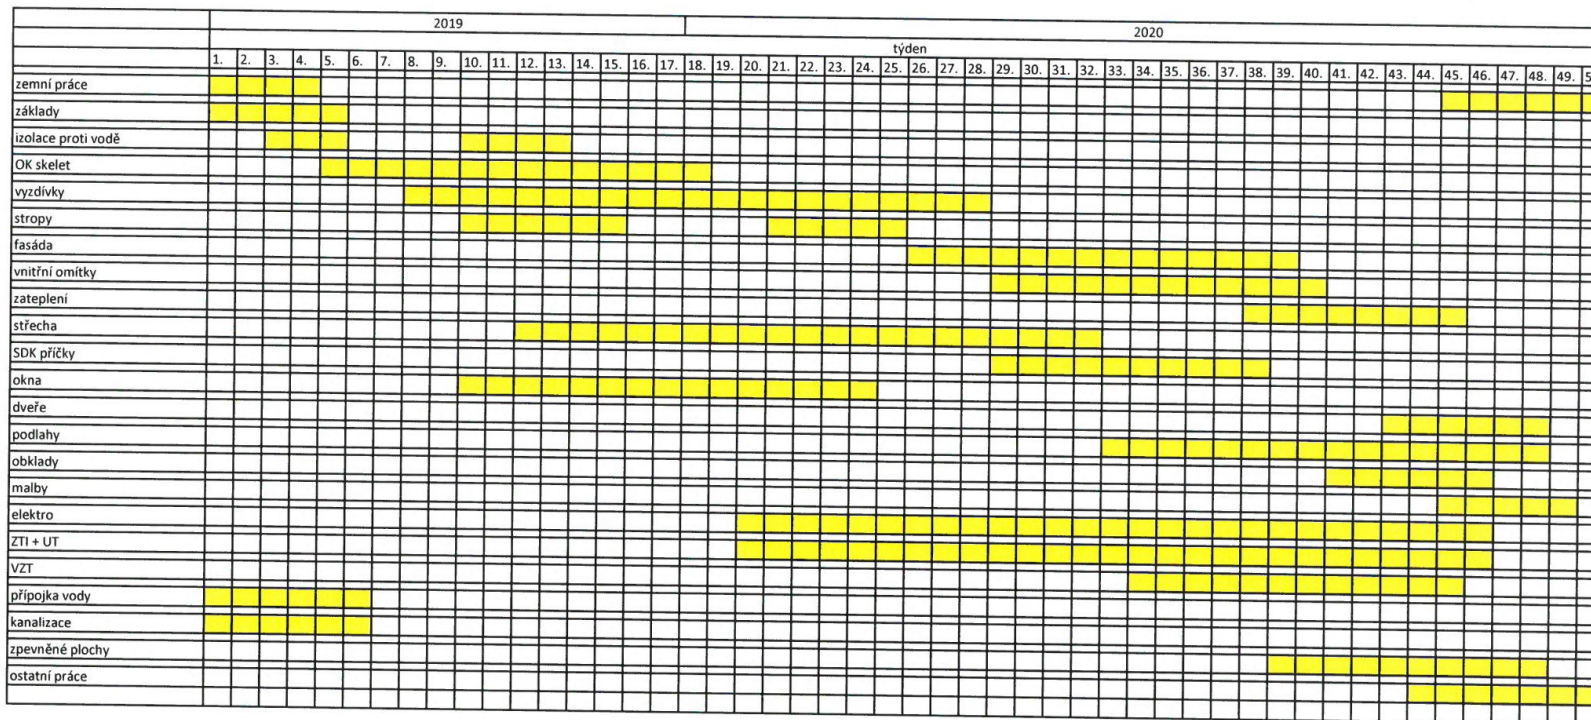 2019 2020
týden
1. 2. 3. 4. 5. 6. 7. 8. 9. 10. 11. 12. 13. 14. 15. 16. 17. 18. 19. 20. 21. 22. 23. 24. 25. 26. 27. 28. 29. 30. 31. 32. 33. 34. 35. 36. 37. 38. 39. 40. 41. 42. 43. 44. 45. 46. 47. 48. 49. 5
zemní práce
základy
izolace proti vodě
OK skelet
vyzdívky
stropy
fasáda
vnitřní omítky
zateplení
střecha
SDK příčky
okna
dveře
podlahy
obklady
malby
elektro
ZTI + UT
VZT
přípojka vody
kanalizace
zpevněné plochy
ostatní práce